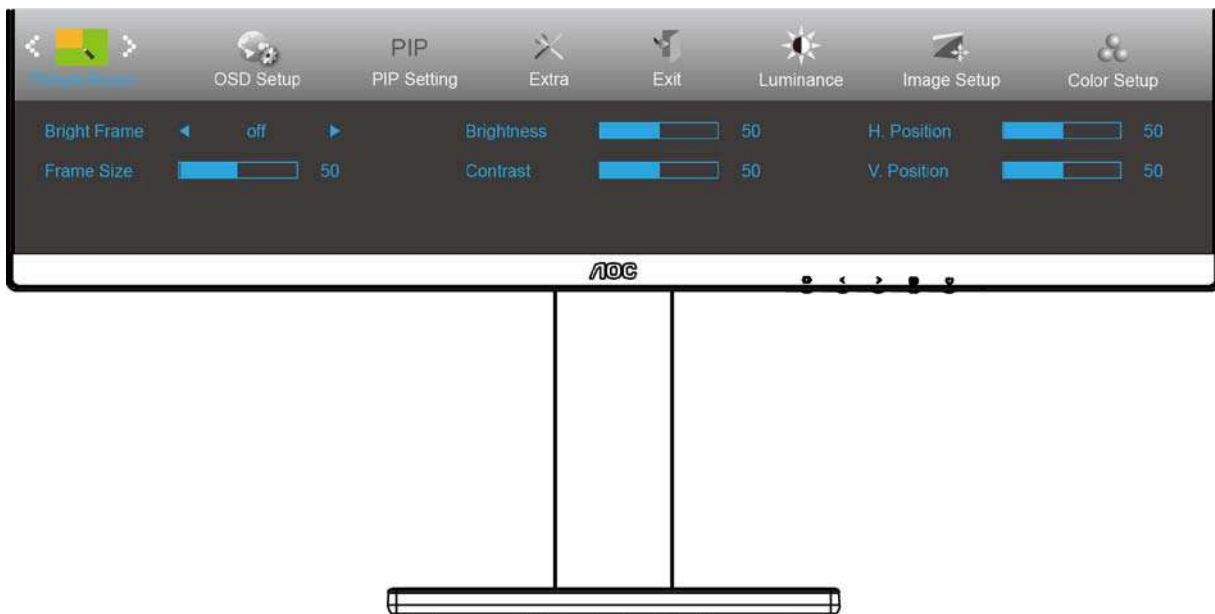 PIP
OSD Setup PIP Setting Extra Exit Luminance Image Setup Color Setup
Bright Frame off Brightness 50 H. Position 50
Frame Size 50 Contrast 50 V. Position 50
AOC